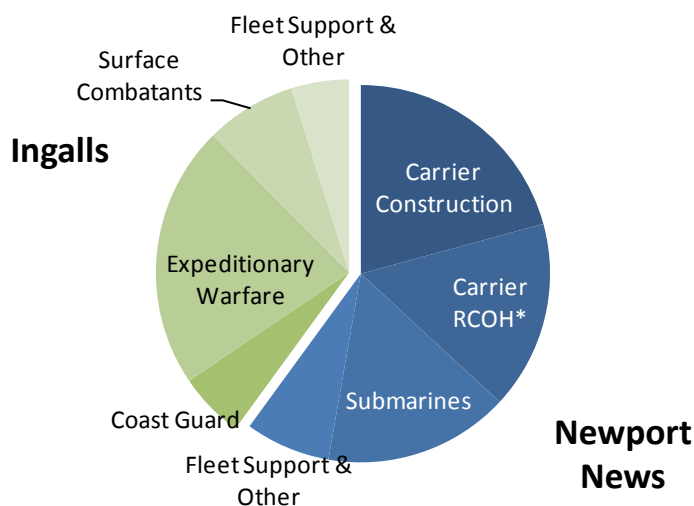 Fleet Support &
Other
Surface
Combatants
Ingalls
Carrier
Construction
Expeditionary
Warfare
Carrier
RCOH*
Submarines
Coast Guard
Newport
News
Fleet Support &
Other